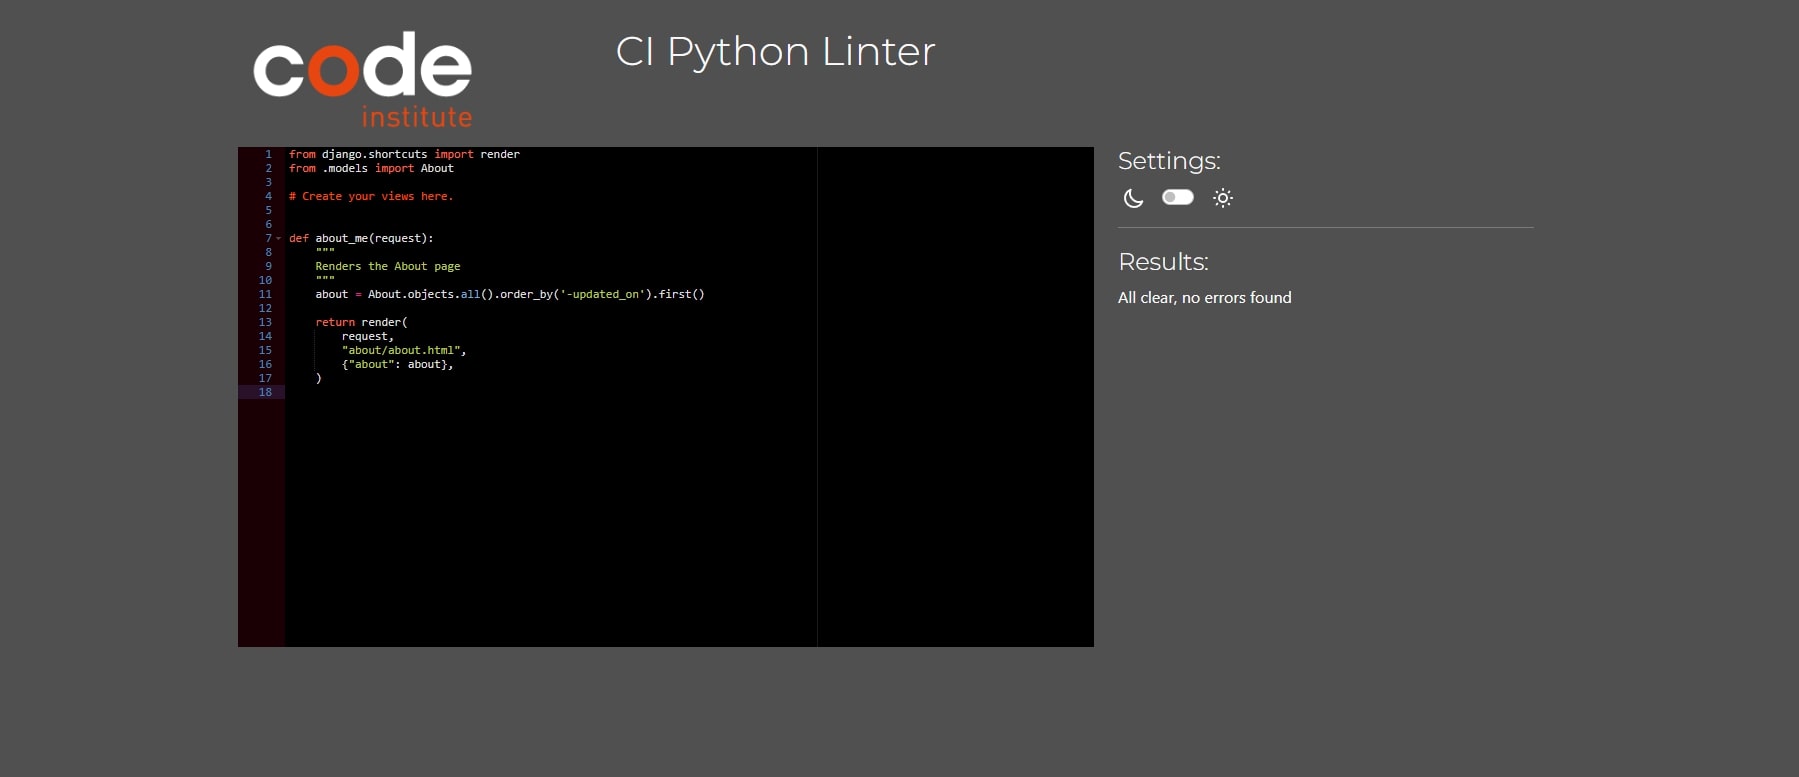 code
institute
CI Python Linter
1 from django.shortcuts import render
2 from .models import About
3
4 # Create your views here.
5
6
7 def about_me(request):
8     """
9     Renders the About page
10     """
11     about = About.objects.all().order_by('-updated_on').first()
12
13     return render(
14         request,
15         "about/about.html",
16         {"about": about},
17     )
18
Settings:
Results:
All clear, no errors found